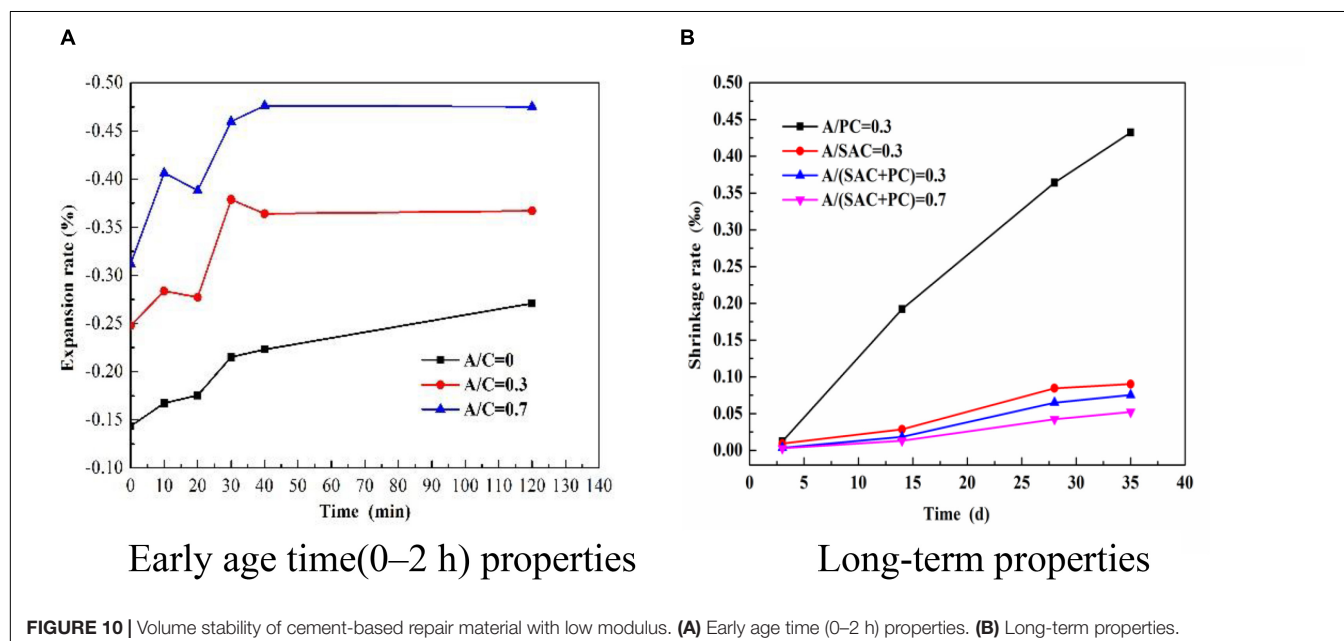 A
Expansion rate (%)
-0.50
-0.45
-0.40
-0.35
-0.30
-0.25
-0.20
-0.15
-0.10
A/C=0
A/C=0.3
A/C=0.7
0 10 20 30 40 50 60 70 80 90 100 110 120 130 140
Time (min)
Early age time(0–2 h) properties
B
Shrinkage rate (‰)
0.50
0.45
0.40
0.35
0.30
0.25
0.20
0.15
0.10
0.05
0.00
A/PC=0.3
A/SAC=0.3
A/(SAC+PC)=0.3
A/(SAC+PC)=0.7
0 5 10 15 20 25 30 35 40
Time (d)
Long-term properties
FIGURE 10 | Volume stability of cement-based repair material with low modulus. (A) Early age time (0–2 h) properties. (B) Long-term properties.